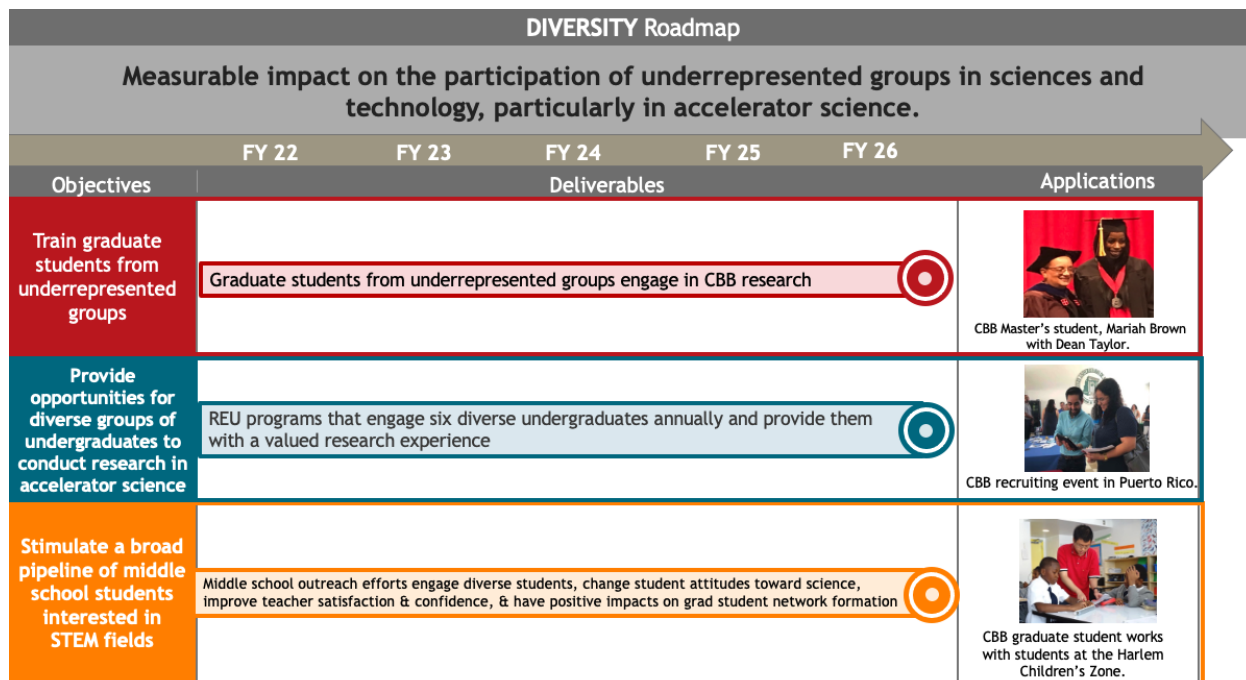 DIVERSITY Roadmap
Measurable impact on the participation of underrepresented groups in sciences and
technology, particularly in accelerator science.
FY 22 FY 23 FY 24 FY 25 FY 26
Objectives Deliverables Applications
Train graduate
students from
underrepresented
groups
Graduate students from underrepresented groups engage in CBB research
CBB Master's student, Mariah Brown
with Dean Taylor.
Provide
opportunities for
diverse groups of
undergraduates to
conduct research in
accelerator science
REU programs that engage six diverse undergraduates annually and provide them
with a valued research experience
CBB recruiting event in Puerto Rico.
Stimulate a broad
pipeline of middle
school students
interested in
STEM fields
Middle school outreach efforts engage diverse students, change student attitudes toward science,
improve teacher satisfaction & confidence, & have positive impacts on grad student network formation
CBB graduate student works
with students at the Harlem
Children's Zone.